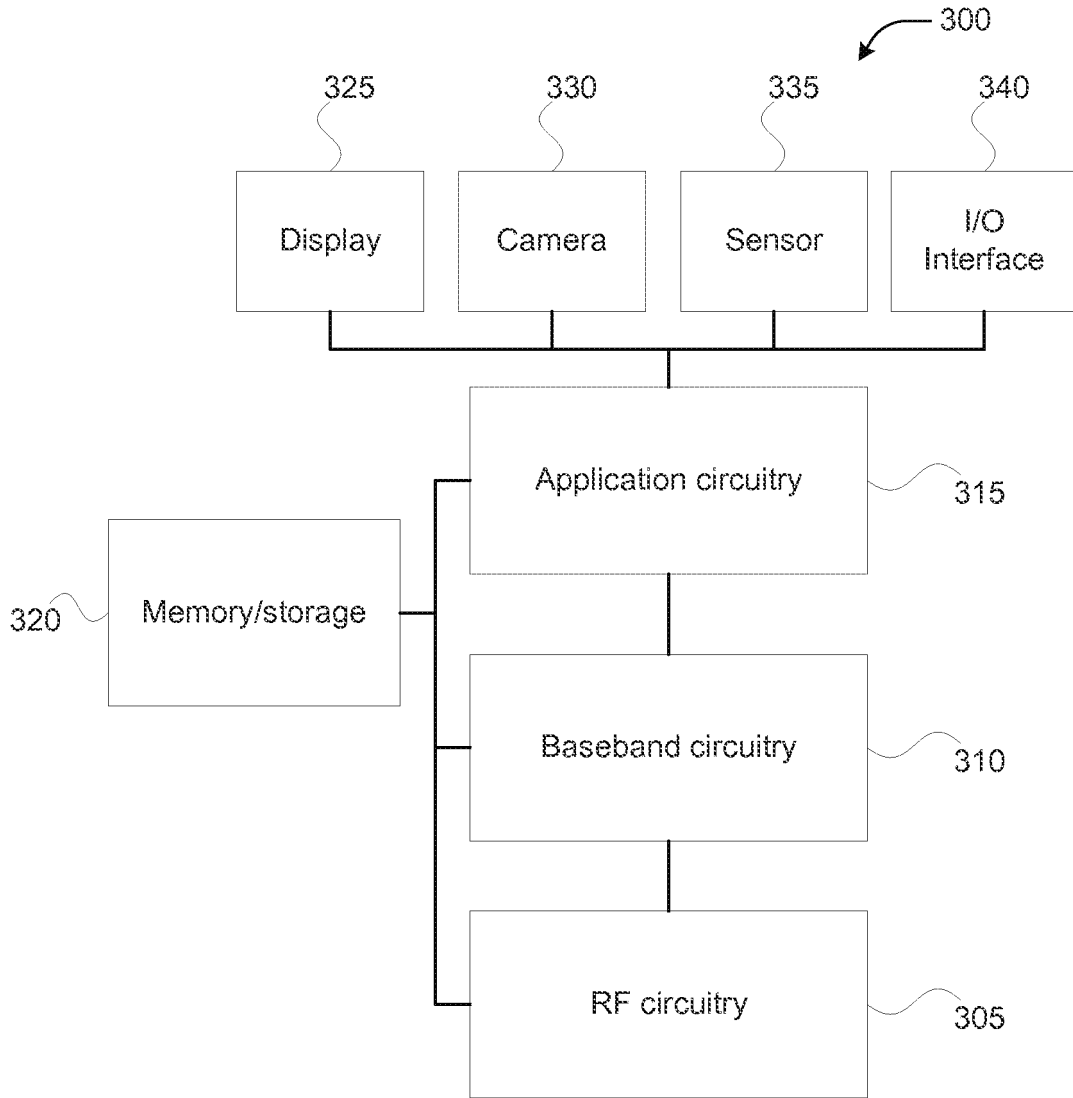 300
325
330
335
340
Display
Camera
Sensor
I/O
Interface
Application circuitry
315
Memory/storage
320
Baseband circuitry
310
RF circuitry
305